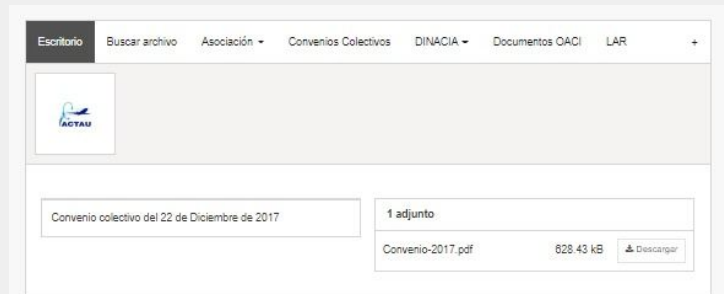 Escritorio Buscar archivo Asociación Convenios Colectivos DINACIA Documentos OACI LAR +
ACTAU
Convenio colectivo del 22 de Diciembre de 2017
1 adjunto
Convenio-2017.pdf 628.43 kB Descargar